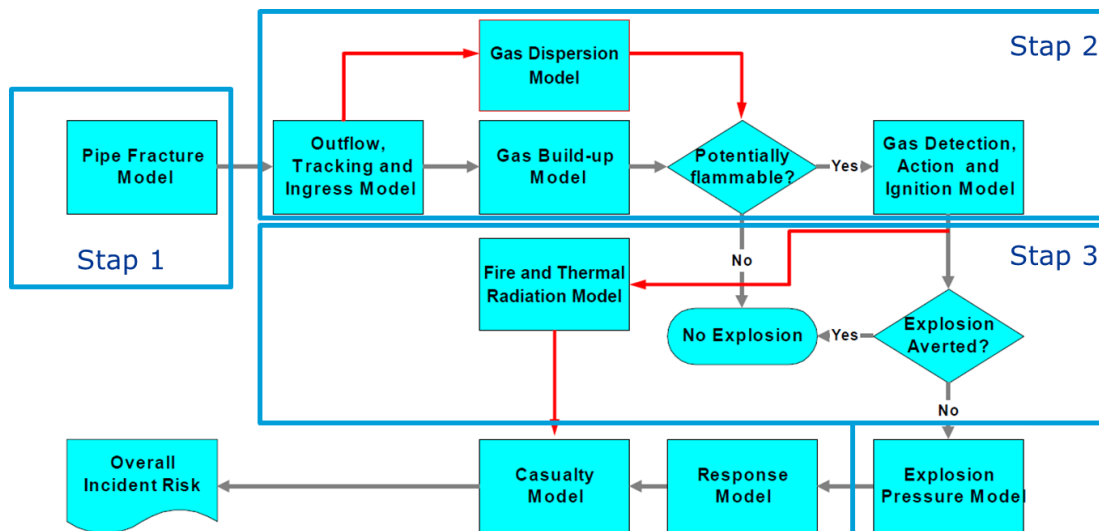 Stap 2
Gas Dispersion
Model
Pipe Fracture
Model
Outflow,
Tracking and
Ingress Model
Gas Build-up
Model
Potentially
flammable?
Yes
Gas Detection,
Action and
Ignition Model
Stap 1
Stap 3
No
Fire and Thermal
Radiation Model
No Explosion
Yes
Explosion
Averted?
No
Overall
Incident Risk
Casualty
Model
Response
Model
Explosion
Pressure Model